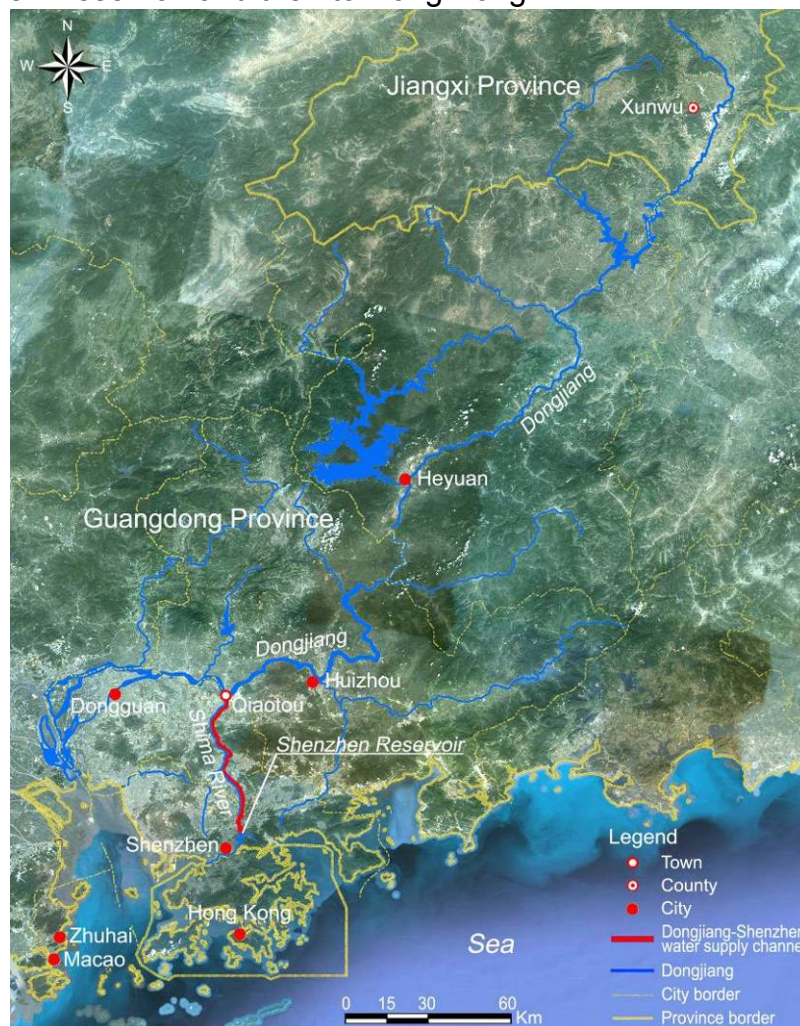 N
W E
S
Jiangxi Province
Xunwu
Dongjiang
Heyuan
Guangdong Province
Dongjiang
Huizhou
Dongguan
Qiaotou
Shima River
Shenzhen Reservoir
Shenzhen
Hong Kong
Zhuhai
Macao
Sea
Legend
Town
County
City
Dongjiang-Shenzhen
water supply channel
Dongjiang
City border
Province border
0 15 30 60
Km